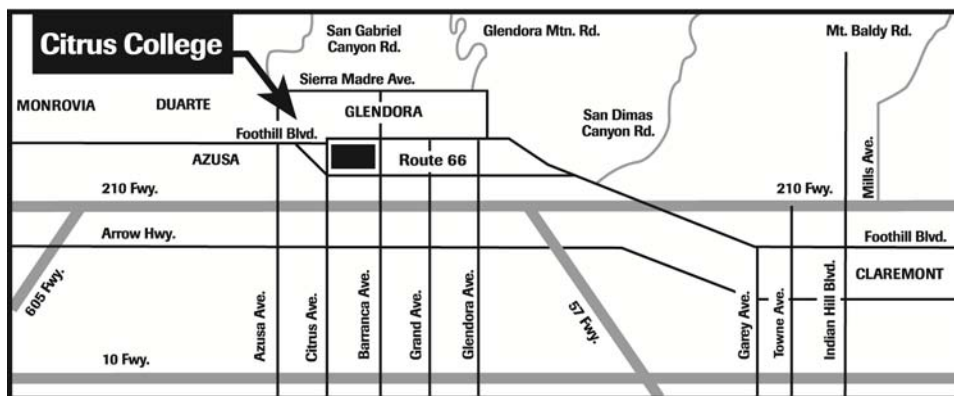 Citrus College
San Gabriel
Canyon Rd.
Glendora Mtn. Rd.
Mt. Baldy Rd.
Sierra Madre Ave.
MONROVIA
DUARTE
GLENDORA
San Dimas
Canyon Rd.
Foothill Blvd.
AZUSA
Route 66
Mills Ave.
210 Fwy.
210 Fwy.
Arrow Hwy.
Foothill Blvd.
605 Fwy.
CLAREMONT
Azusa Ave.
Citrus Ave.
Barranca Ave.
Grand Ave.
Glendora Ave.
57 Fwy.
Garey Ave.
Towne Ave.
Indian Hill Blvd.
10 Fwy.